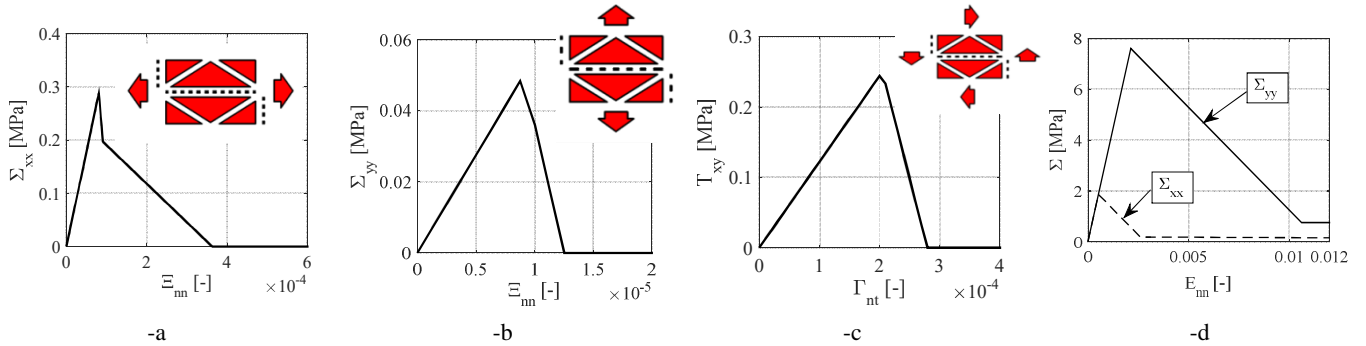 0.4
0.3
0.2
0.1
0
Σxx [MPa]
0 2 4 6
×10⁻⁴
Ξnn [-]
-a
0.06
0.04
0.02
0
Σyy [MPa]
0 0.5 1 1.5 2
×10⁻⁵
Ξnn [-]
-b
0.3
0.2
0.1
0
Txy [MPa]
0 1 2 3 4
×10⁻⁴
Γnt [-]
-c
8
6
4
2
0
Σ [MPa]
Σyy
Σxx
0 0.005 0.01 0.012
Enn [-]
-d